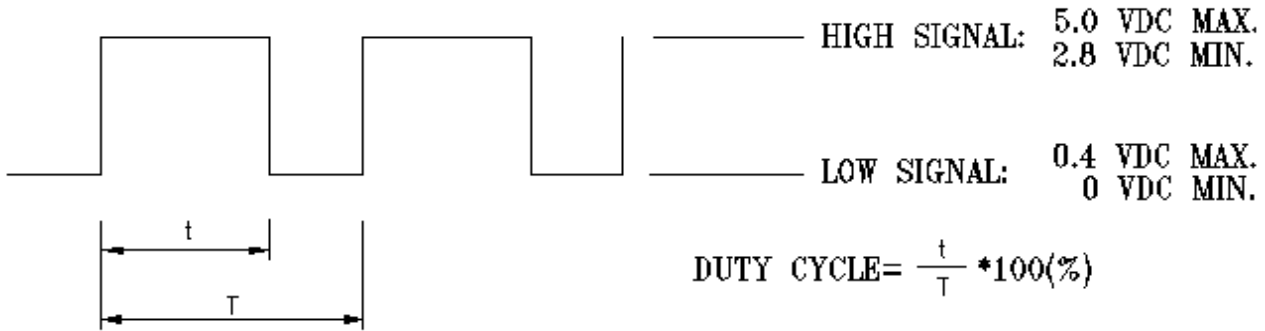 HIGH SIGNAL: 5.0 VDC MAX.
2.8 VDC MIN.
LOW SIGNAL: 0.4 VDC MAX.
0 VDC MIN.
t
T
DUTY CYCLE= t/T *100(%)